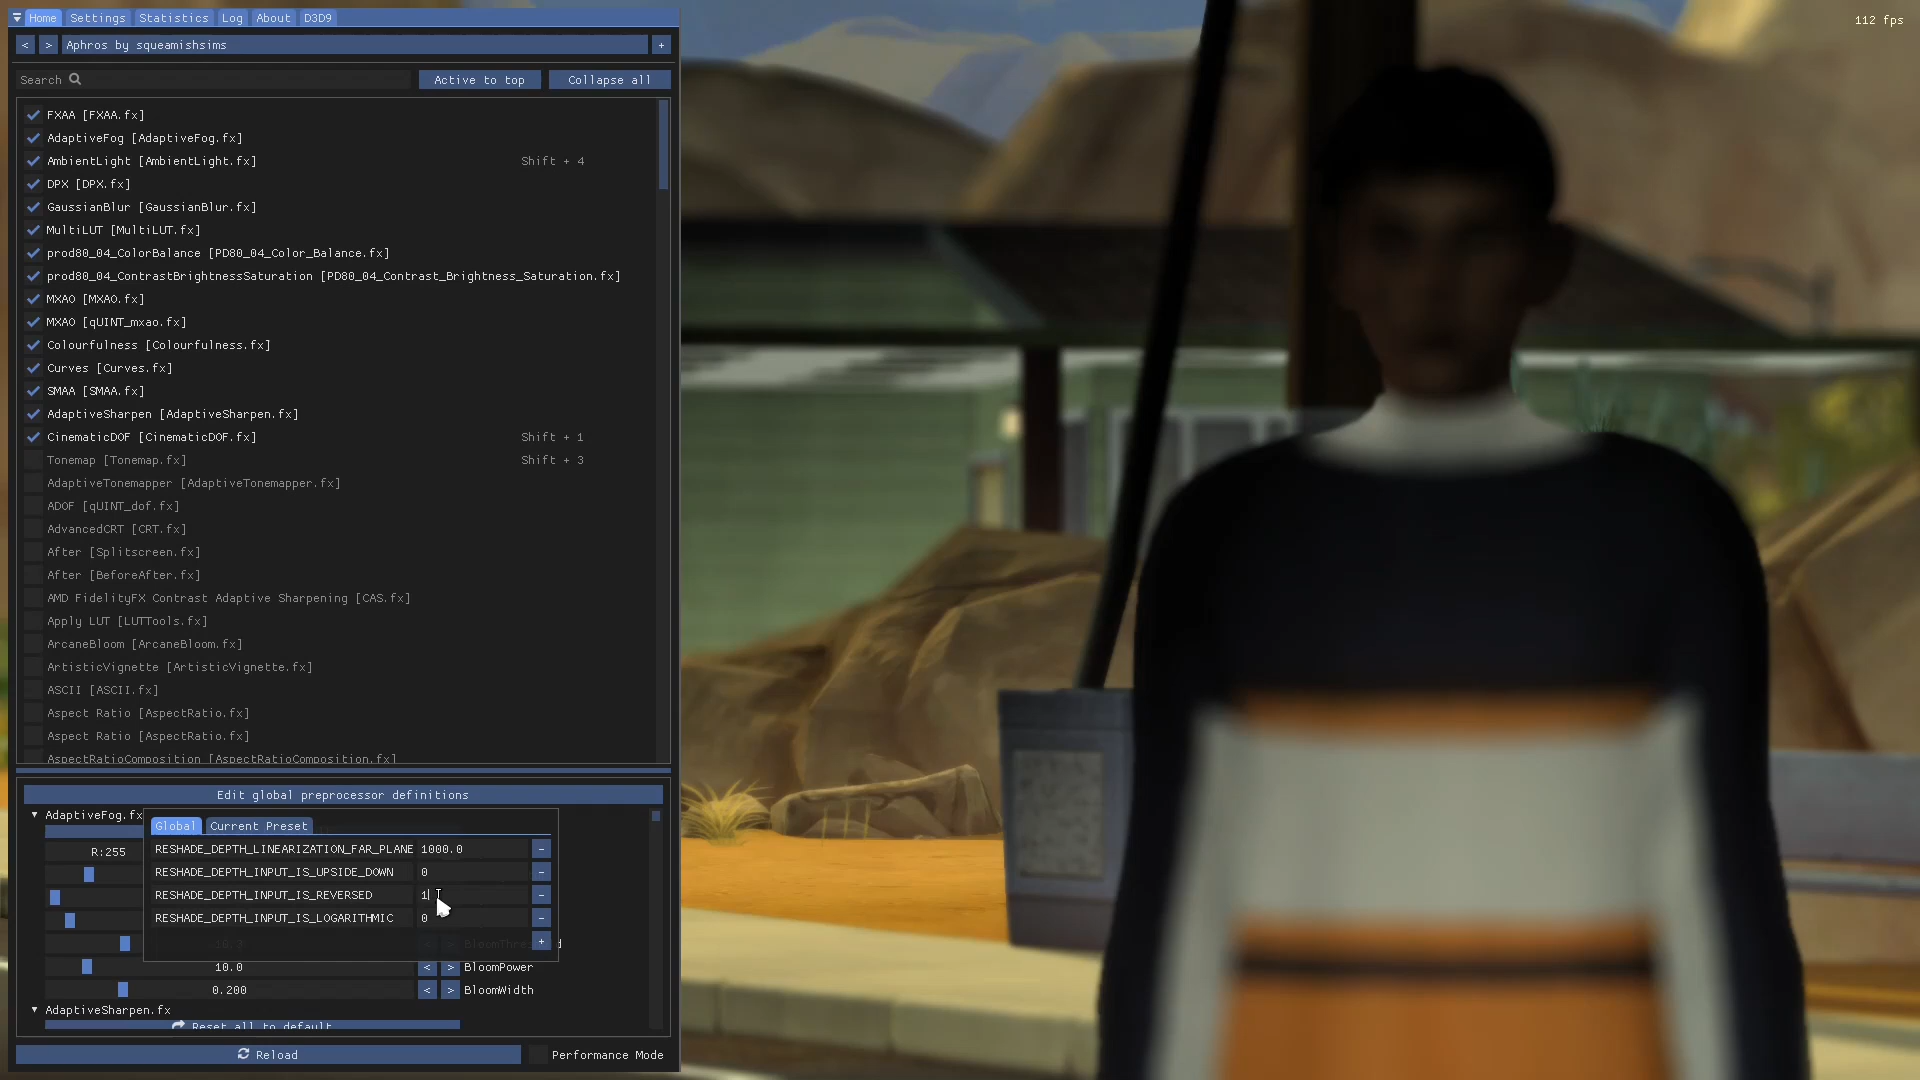 Home Settings Statistics Log About D3D9
112 fps
< > Aphros by squeamishsims +
Search Active to top Collapse all
FXAA [FXAA.fx]
AdaptiveFog [AdaptiveFog.fx]
AmbientLight [AmbientLight.fx] Shift + 4
DPX [DPX.fx]
GaussianBlur [GaussianBlur.fx]
MultiLUT [MultiLUT.fx]
prod80_04_ColorBalance [PD80_04_Color_Balance.fx]
prod80_04_ContrastBrightnessSaturation [PD80_04_Contrast_Brightness_Saturation.fx]
MXAO [MXAO.fx]
MXAO [qUINT_mxao.fx]
Colourfulness [Colourfulness.fx]
Curves [Curves.fx]
SMAA [SMAA.fx]
AdaptiveSharpen [AdaptiveSharpen.fx]
CinematicDOF [CinematicDOF.fx] Shift + 1
Tonemap [Tonemap.fx] Shift + 3
AdaptiveTonemapper [AdaptiveTonemapper.fx]
ADOF [qUINT_dof.fx]
AdvancedCRT [CRT.fx]
After [Splitscreen.fx]
After [BeforeAfter.fx]
AMD FidelityFX Contrast Adaptive Sharpening [CAS.fx]
Apply LUT [LUTTools.fx]
ArcaneBloom [ArcaneBloom.fx]
ArtisticVignette [ArtisticVignette.fx]
ASCII [ASCII.fx]
Aspect Ratio [AspectRatio.fx]
Aspect Ratio [AspectRatio.fx]
AspectRatioComposition [AspectRatioComposition.fx]
Edit global preprocessor definitions
AdaptiveFog.fx
Global Current Preset
R:255
RESHADE_DEPTH_LINEARIZATION_FAR_PLANE 1000.0 -
RESHADE_DEPTH_INPUT_IS_UPSIDE_DOWN 0 -
RESHADE_DEPTH_INPUT_IS_REVERSED 1 -
RESHADE_DEPTH_INPUT_IS_LOGARITHMIC 0 -
+
10.0 < > BloomPower
0.200 < > BloomWidth
AdaptiveSharpen.fx
Reset all to default
Reload Performance Mode